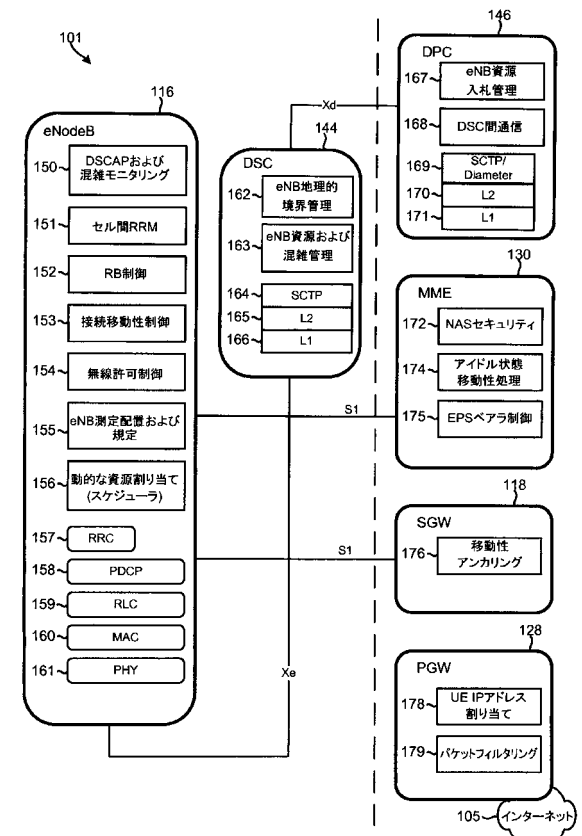 101
116
eNodeB
150
DSCAPおよび
混雑モニタリング
151
セル間RRM
152
RB制御
153
接続移動性制御
154
無線許可制御
155
eNB測定配置および
規定
156
動的な資源割り当て
(スケジューラ)
157
RRC
158
PDCP
159
RLC
160
MAC
161
PHY
Xd
144
DSC
162
eNB地理的
境界管理
163
eNB資源および
混雑管理
164
SCTP
165
L2
166
L1
S1
S1
Xe
146
DPC
167
eNB資源
入札管理
168
DSC間通信
169
SCTP/
Diameter
170
L2
171
L1
130
MME
172
NASセキュリティ
174
アイドル状態
移動性処理
175
EPSベアラ制御
118
SGW
176
移動性
アンカリング
128
PGW
178
UE IPアドレス
割り当て
179
パケットフィルタリング
105
インターネット